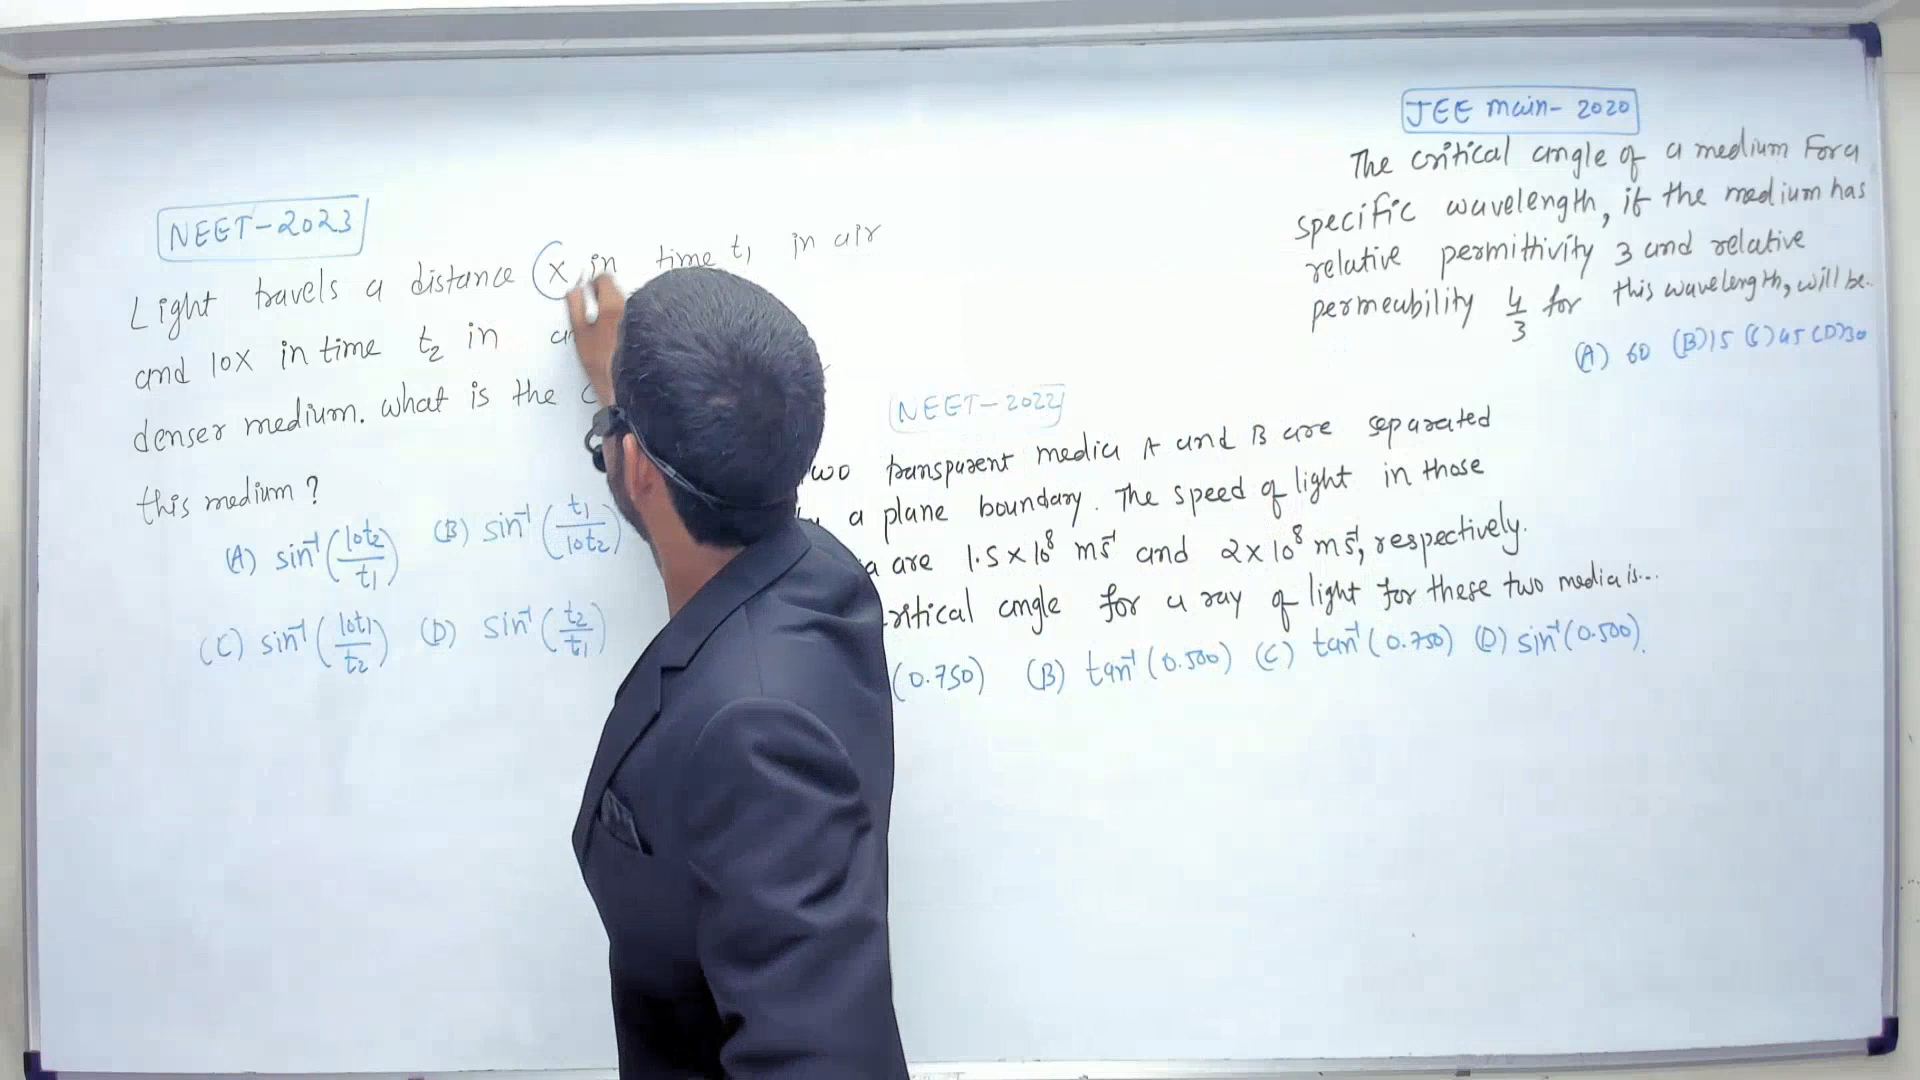 NEET-2023
Light travels a distance x in time t₁ in air
and 10x in time t₂ in
denser medium. what is the
this medium?
(A) sin⁻¹(10t₂/t₁) (B) sin⁻¹(t₁/10t₂)
(C) sin⁻¹(10t₁/t₂) (D) sin⁻¹(t₂/t₁)
JEE main- 2020
The critical angle of a medium For a
specific wavelength, if the medium has
relative permittivity 3 and relative
permeability 4/3 for this wavelength, will be..
(A) 60 (B) 15 (C) 45 (D) 30
NEET-2022
wo transparent media A and B are separated
a plane boundary. The speed of light in those
a are 1.5×10⁸ ms⁻¹ and 2×10⁸ ms⁻¹, respectively.
ritical angle for a ray of light for these two media is...
(0.750) (B) tan⁻¹(0.500) (C) tan⁻¹(0.750) (D) sin⁻¹(0.500).